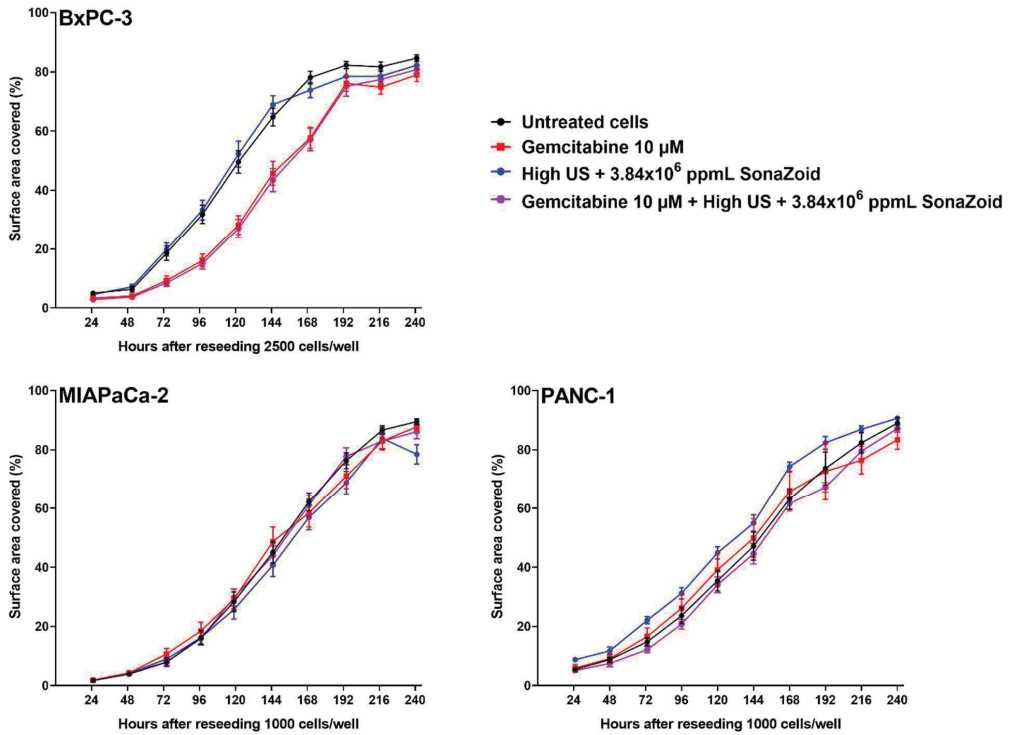 BxPC-3
100
80
60
40
20
0
Surface area covered (%)
24 48 72 96 120 144 168 192 216 240
Hours after reseeding 2500 cells/well
Untreated cells
Gemcitabine 10 µM
High US + 3.84x10⁶ ppmL SonaZoid
Gemcitabine 10 µM + High US + 3.84x10⁶ ppmL SonaZoid
MIAPaCa-2
100
80
60
40
20
0
Surface area covered (%)
24 48 72 96 120 144 168 192 216 240
Hours after reseeding 1000 cells/well
PANC-1
100
80
60
40
20
0
Surface area covered (%)
24 48 72 96 120 144 168 192 216 240
Hours after reseeding 1000 cells/well